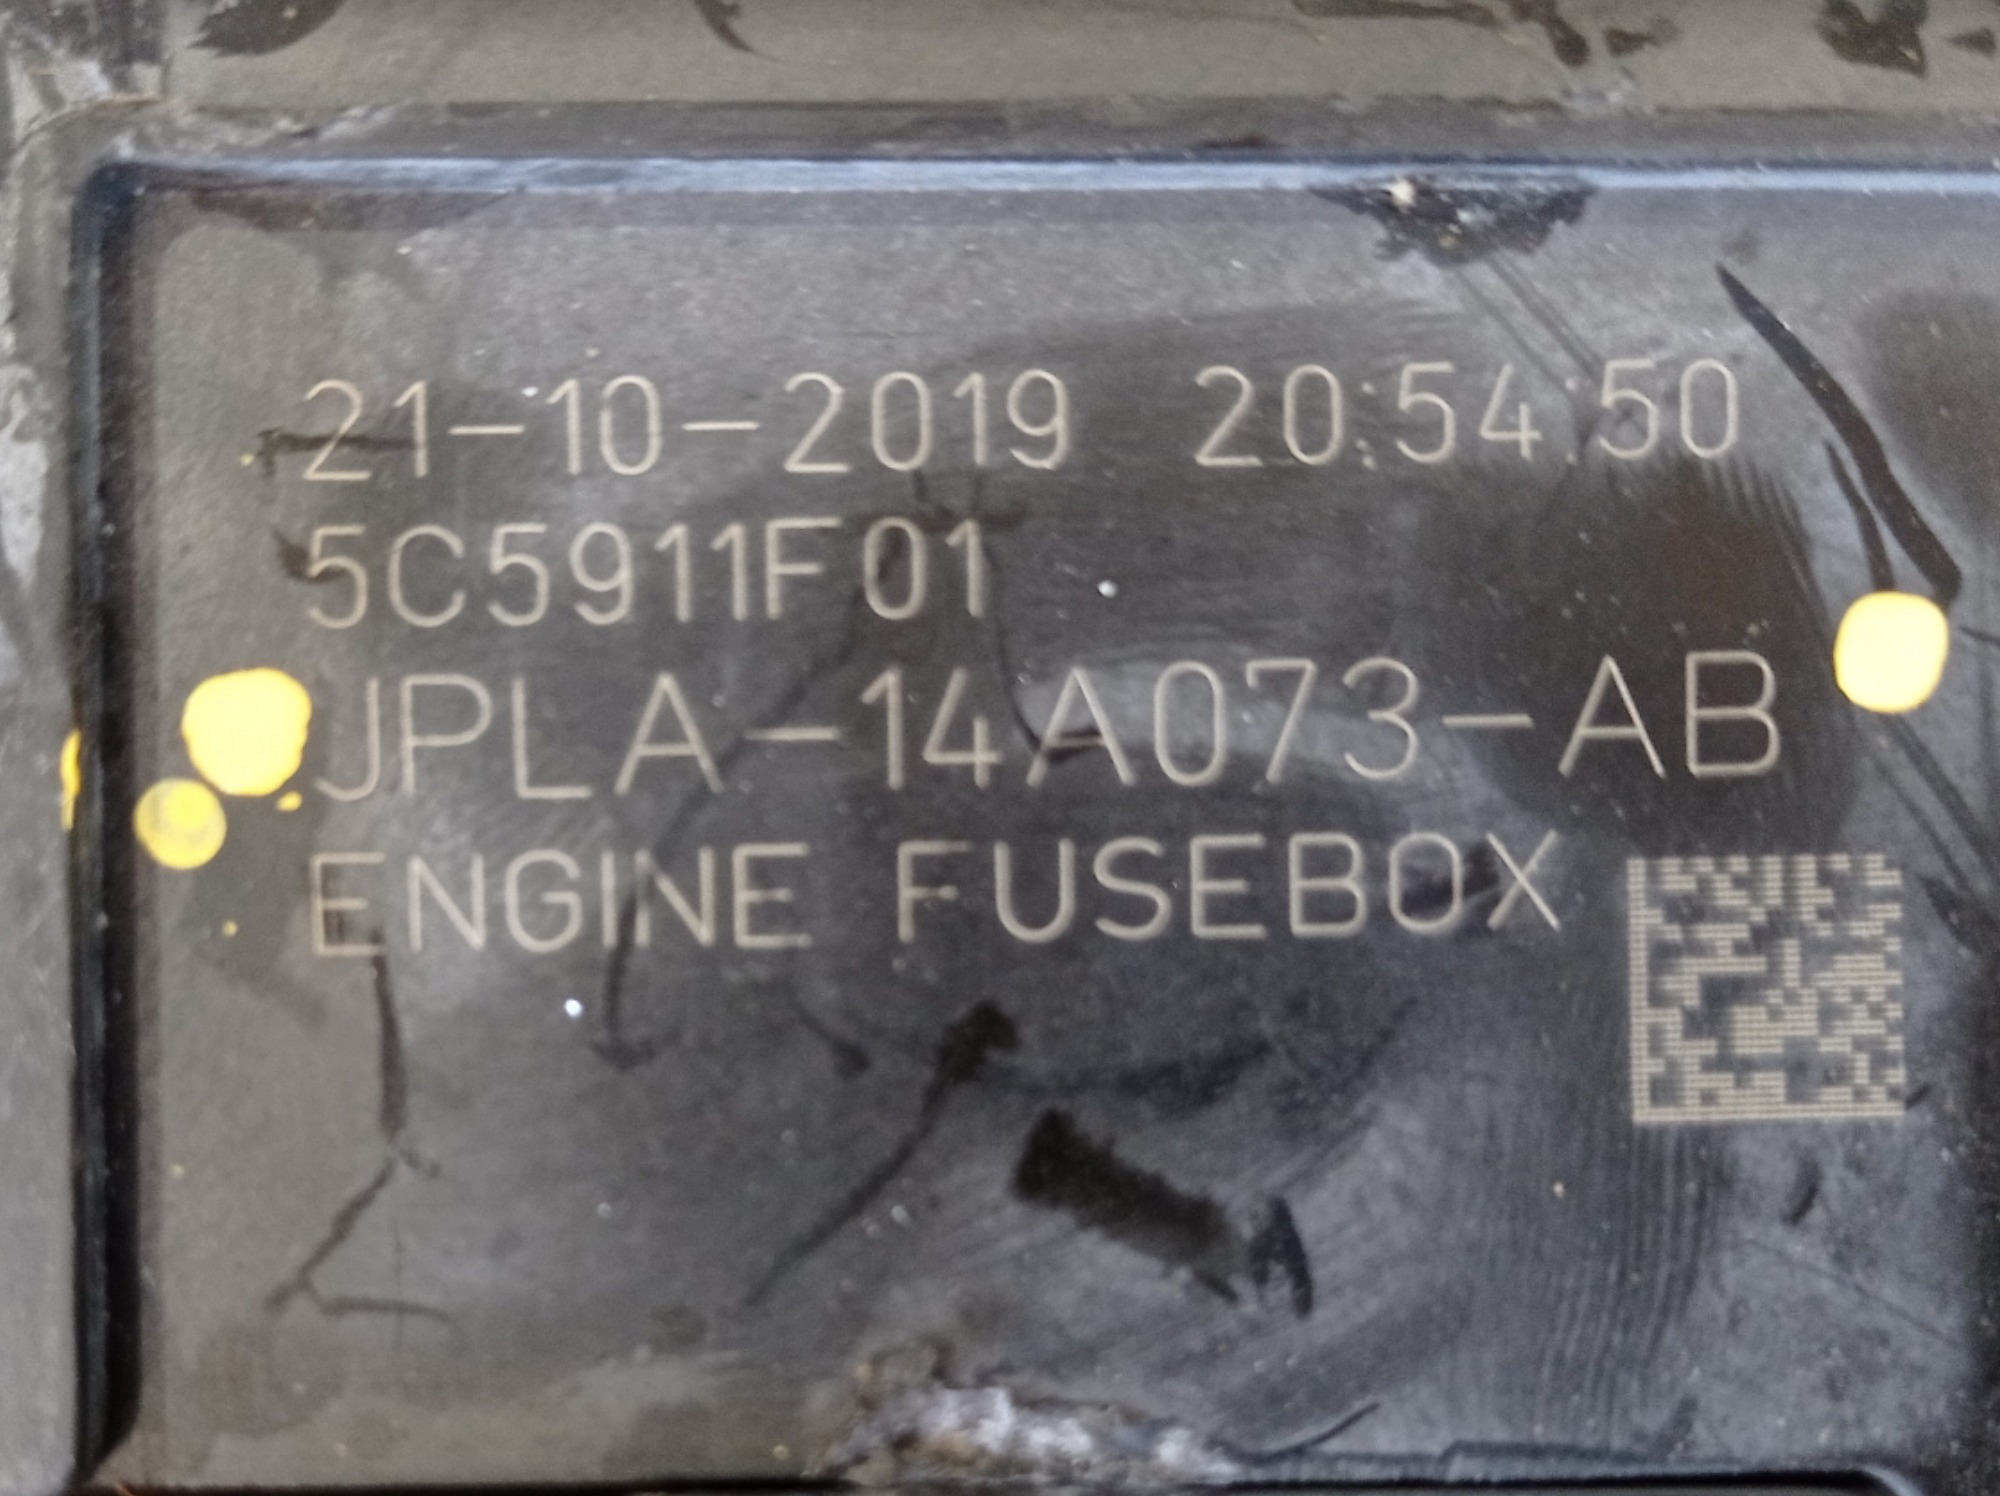 21-10-2019 20:54:50
5C5911F01
JPLA-14A073-AB
ENGINE FUSEBOX